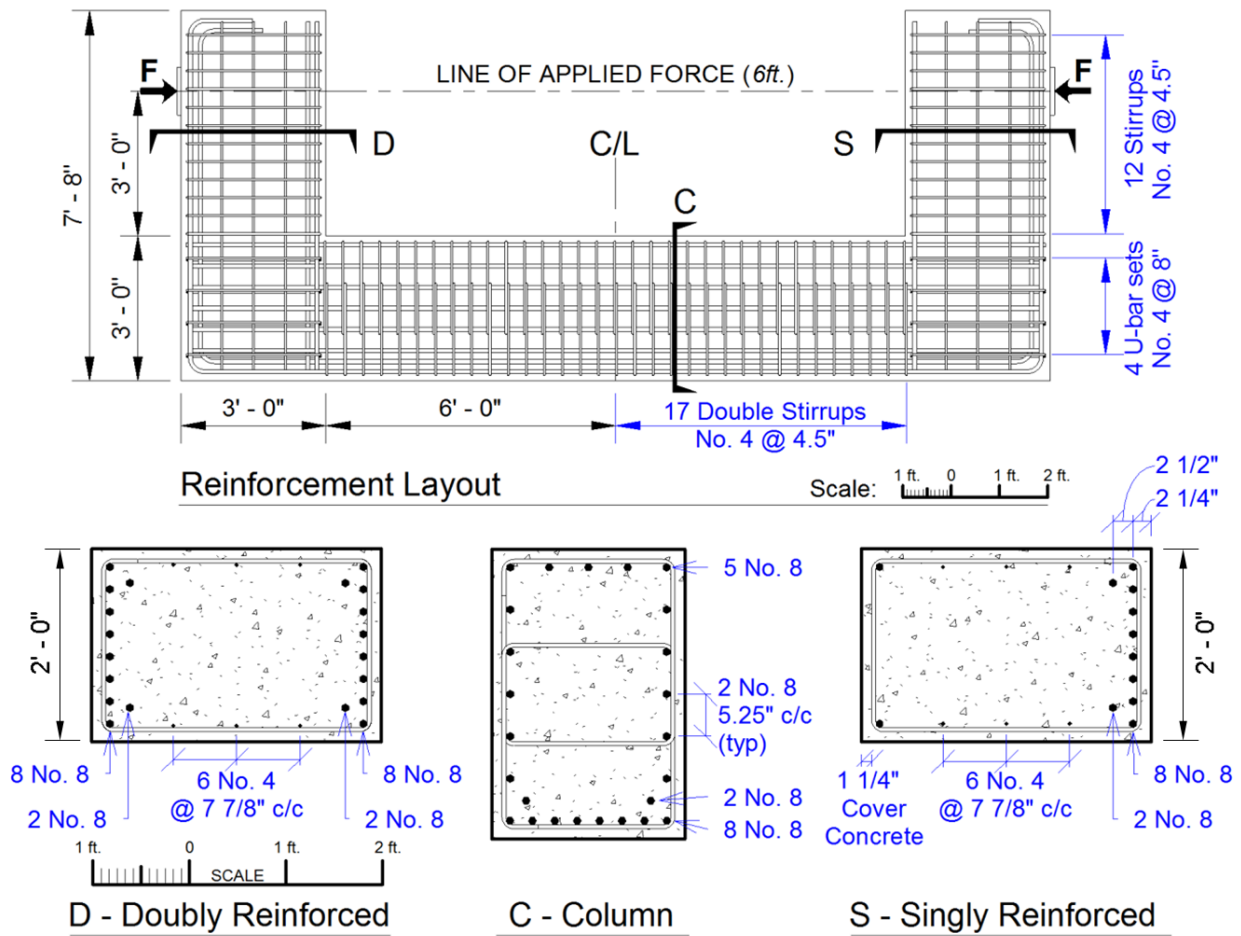 F
LINE OF APPLIED FORCE (6ft.)
F
D
C/L
S
C
7' - 8"
3' - 0"
3' - 0"
12 Stirrups
No. 4 @ 4.5"
4 U-bar sets
No. 4 @ 8"
3' - 0"
6' - 0"
17 Double Stirrups
No. 4 @ 4.5"
Reinforcement Layout
Scale:
1 ft.
0
1 ft.
2 ft.
2 1/2"
2 1/4"
2' - 0"
8 No. 8
2 No. 8
6 No. 4
@ 7 7/8" c/c
8 No. 8
2 No. 8
1 ft.
0
1 ft.
2 ft.
SCALE
D - Doubly Reinforced
5 No. 8
2 No. 8
5.25" c/c
(typ)
2 No. 8
8 No. 8
C - Column
2' - 0"
1 1/4"
Cover
Concrete
6 No. 4
@ 7 7/8" c/c
8 No. 8
2 No. 8
S - Singly Reinforced